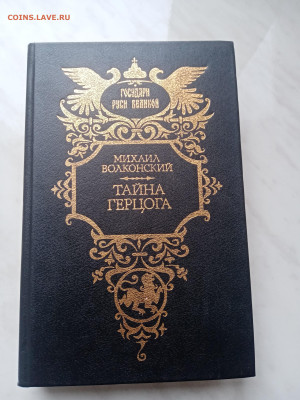 COINS.LAVE.RU
ГОСУДАРИ
РУСИ ВЕЛИКОЙ
МИХАИЛ
ВОЛКОНСКИЙ
ТАЙНА
ГЕРЦОГА